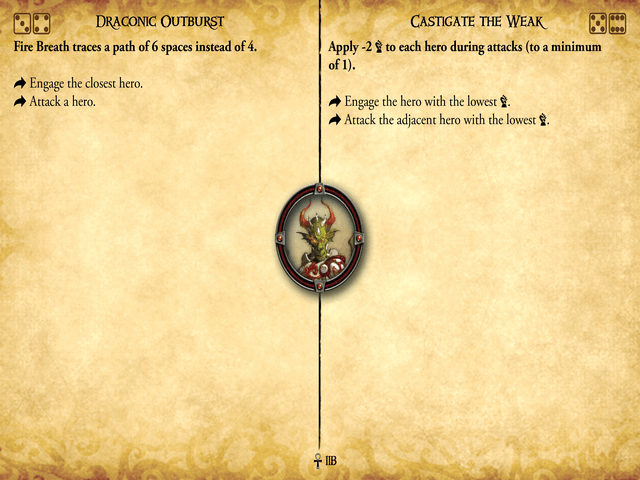 DRACONIC OUTBURST
Fire Breath traces a path of 6 spaces instead of 4.
Engage the closest hero.
Attack a hero.
CASTIGATE THE WEAK
Apply -2 to each hero during attacks (to a minimum
of 1).
Engage the hero with the lowest .
Attack the adjacent hero with the lowest .
IIB